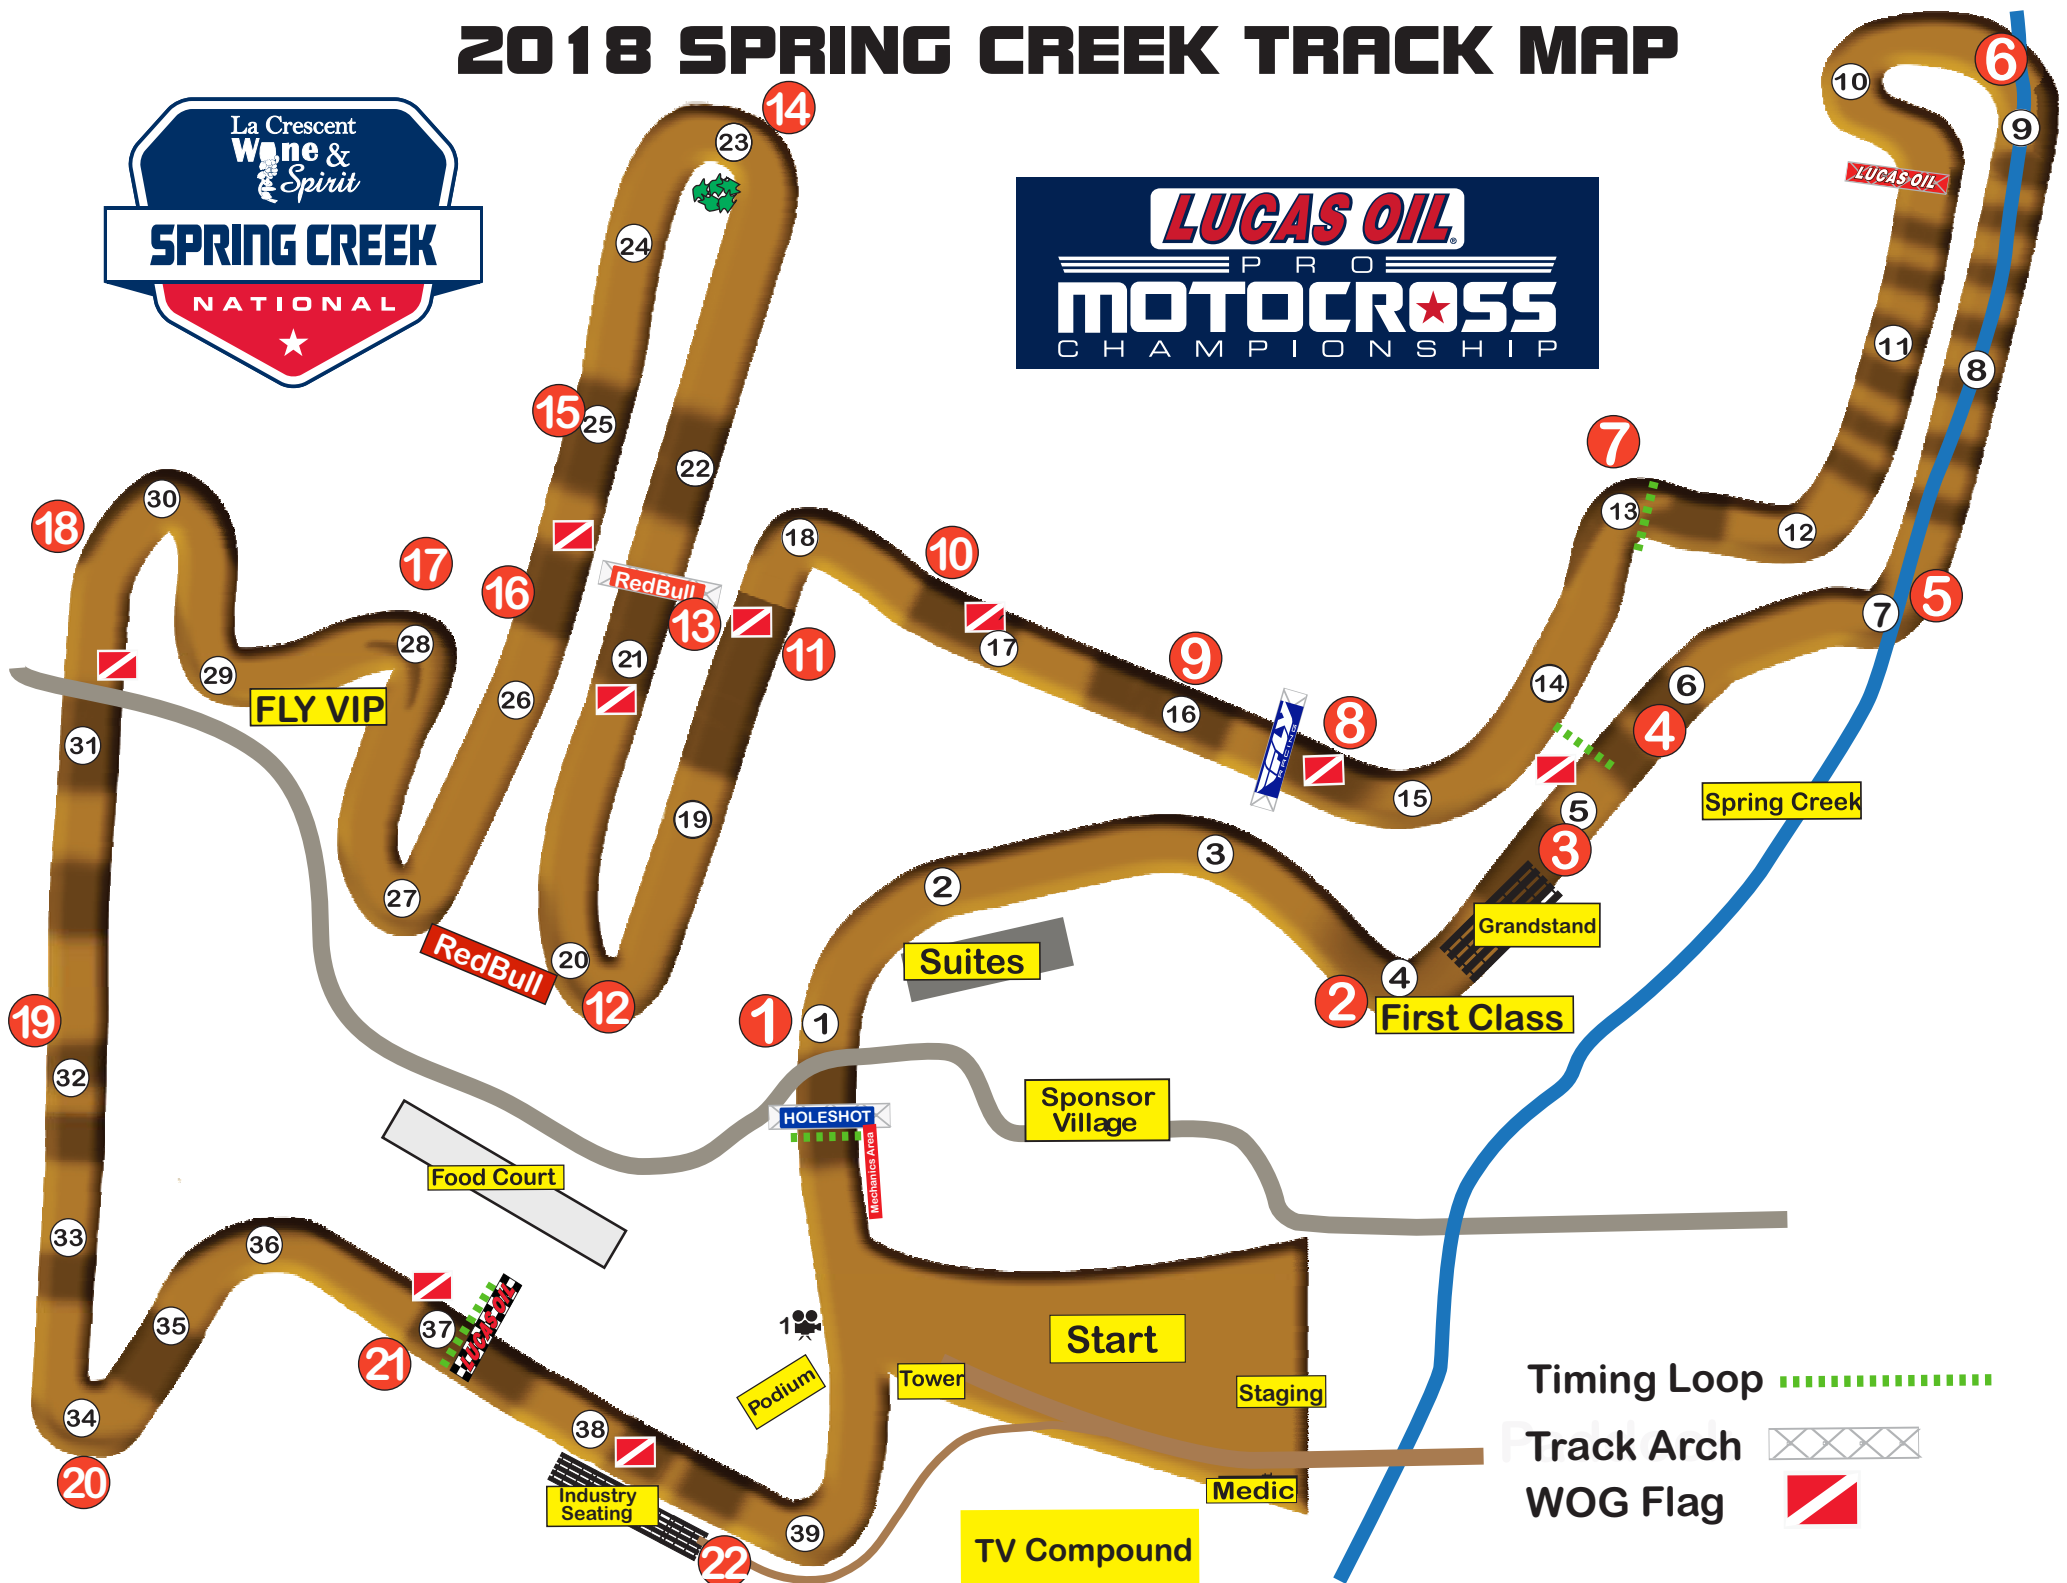 2018 SPRING CREEK TRACK MAP
La Crescent
Wine &
Spirit
SPRING CREEK
NATIONAL
LUCAS OIL
PRO
MOTOCROSS
CHAMPIONSHIP
6
10
9
LUCAS OIL
14
23
24
11
8
15
25
22
7
13
12
18
30
17
16
RedBull
13
18
10
17
11
9
5
7
28
29
FLY VIP
26
21
16
14
6
4
31
FLY
RACING
8
15
5
3
Spring Creek
19
27
RedBull
20
12
2
3
Suites
Grandstand
4
2
First Class
1
1
19
32
HOLESHOT
Mechanics Area
Sponsor
Village
Food Court
33
36
37
LUCAS OIL
21
35
34
20
1
Podium
Start
Tower
Staging
Medic
38
Industry
Seating
22
39
TV Compound
Timing Loop
Track Arch
WOG Flag